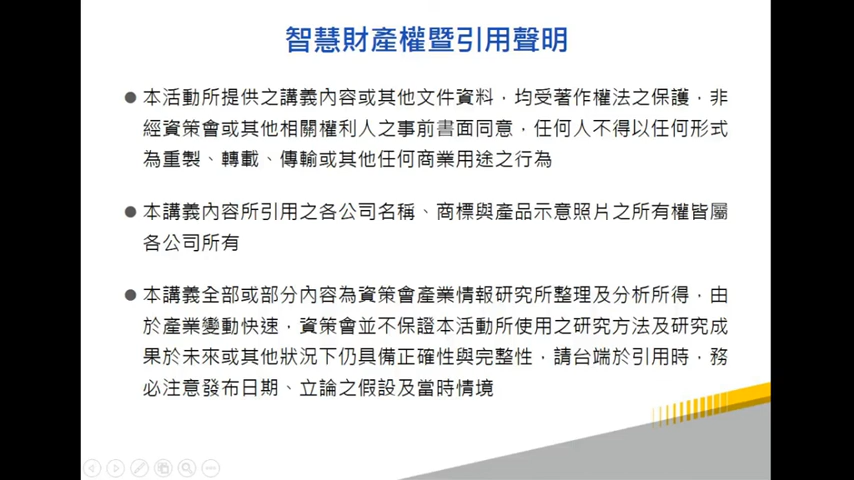 智慧財產權暨引用聲明
● 本活動所提供之講義內容或其他文件資料，均受著作權法之保護，非
經資策會或其他相關權利人之事前書面同意，任何人不得以任何形式
為重製、轉載、傳輸或其他任何商業用途之行為
● 本講義內容所引用之各公司名稱、商標與產品示意照片之所有權皆屬
各公司所有
● 本講義全部或部分內容為資策會產業情報研究所整理及分析所得，由
於產業變動快速，資策會並不保證本活動所使用之研究方法及研究成
果於未來或其他狀況下仍具備正確性與完整性，請台端於引用時，務
必注意發布日期、立論之假設及當時情境